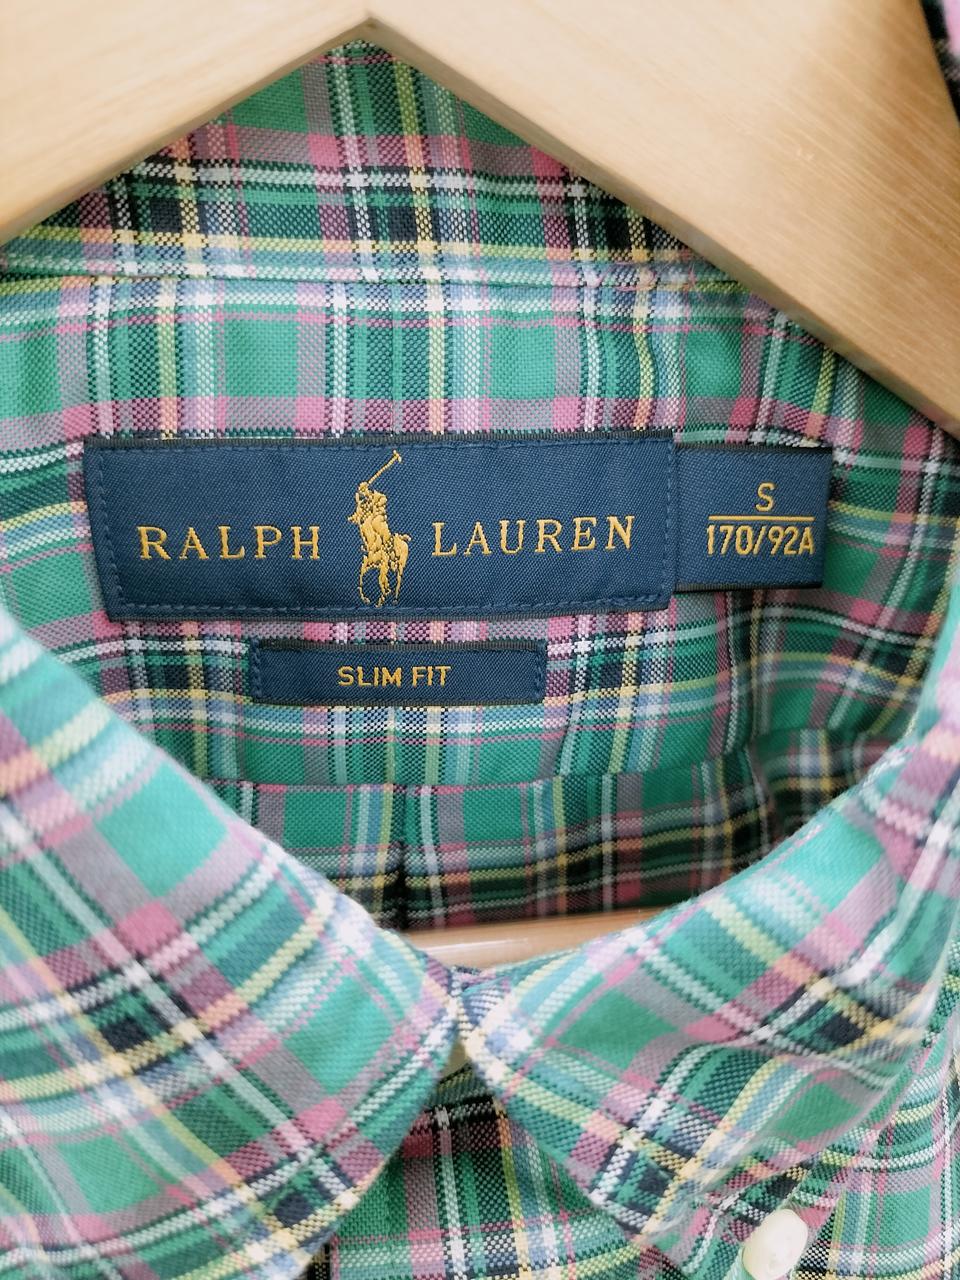 RALPH LAUREN
S
170/92A
SLIM FIT